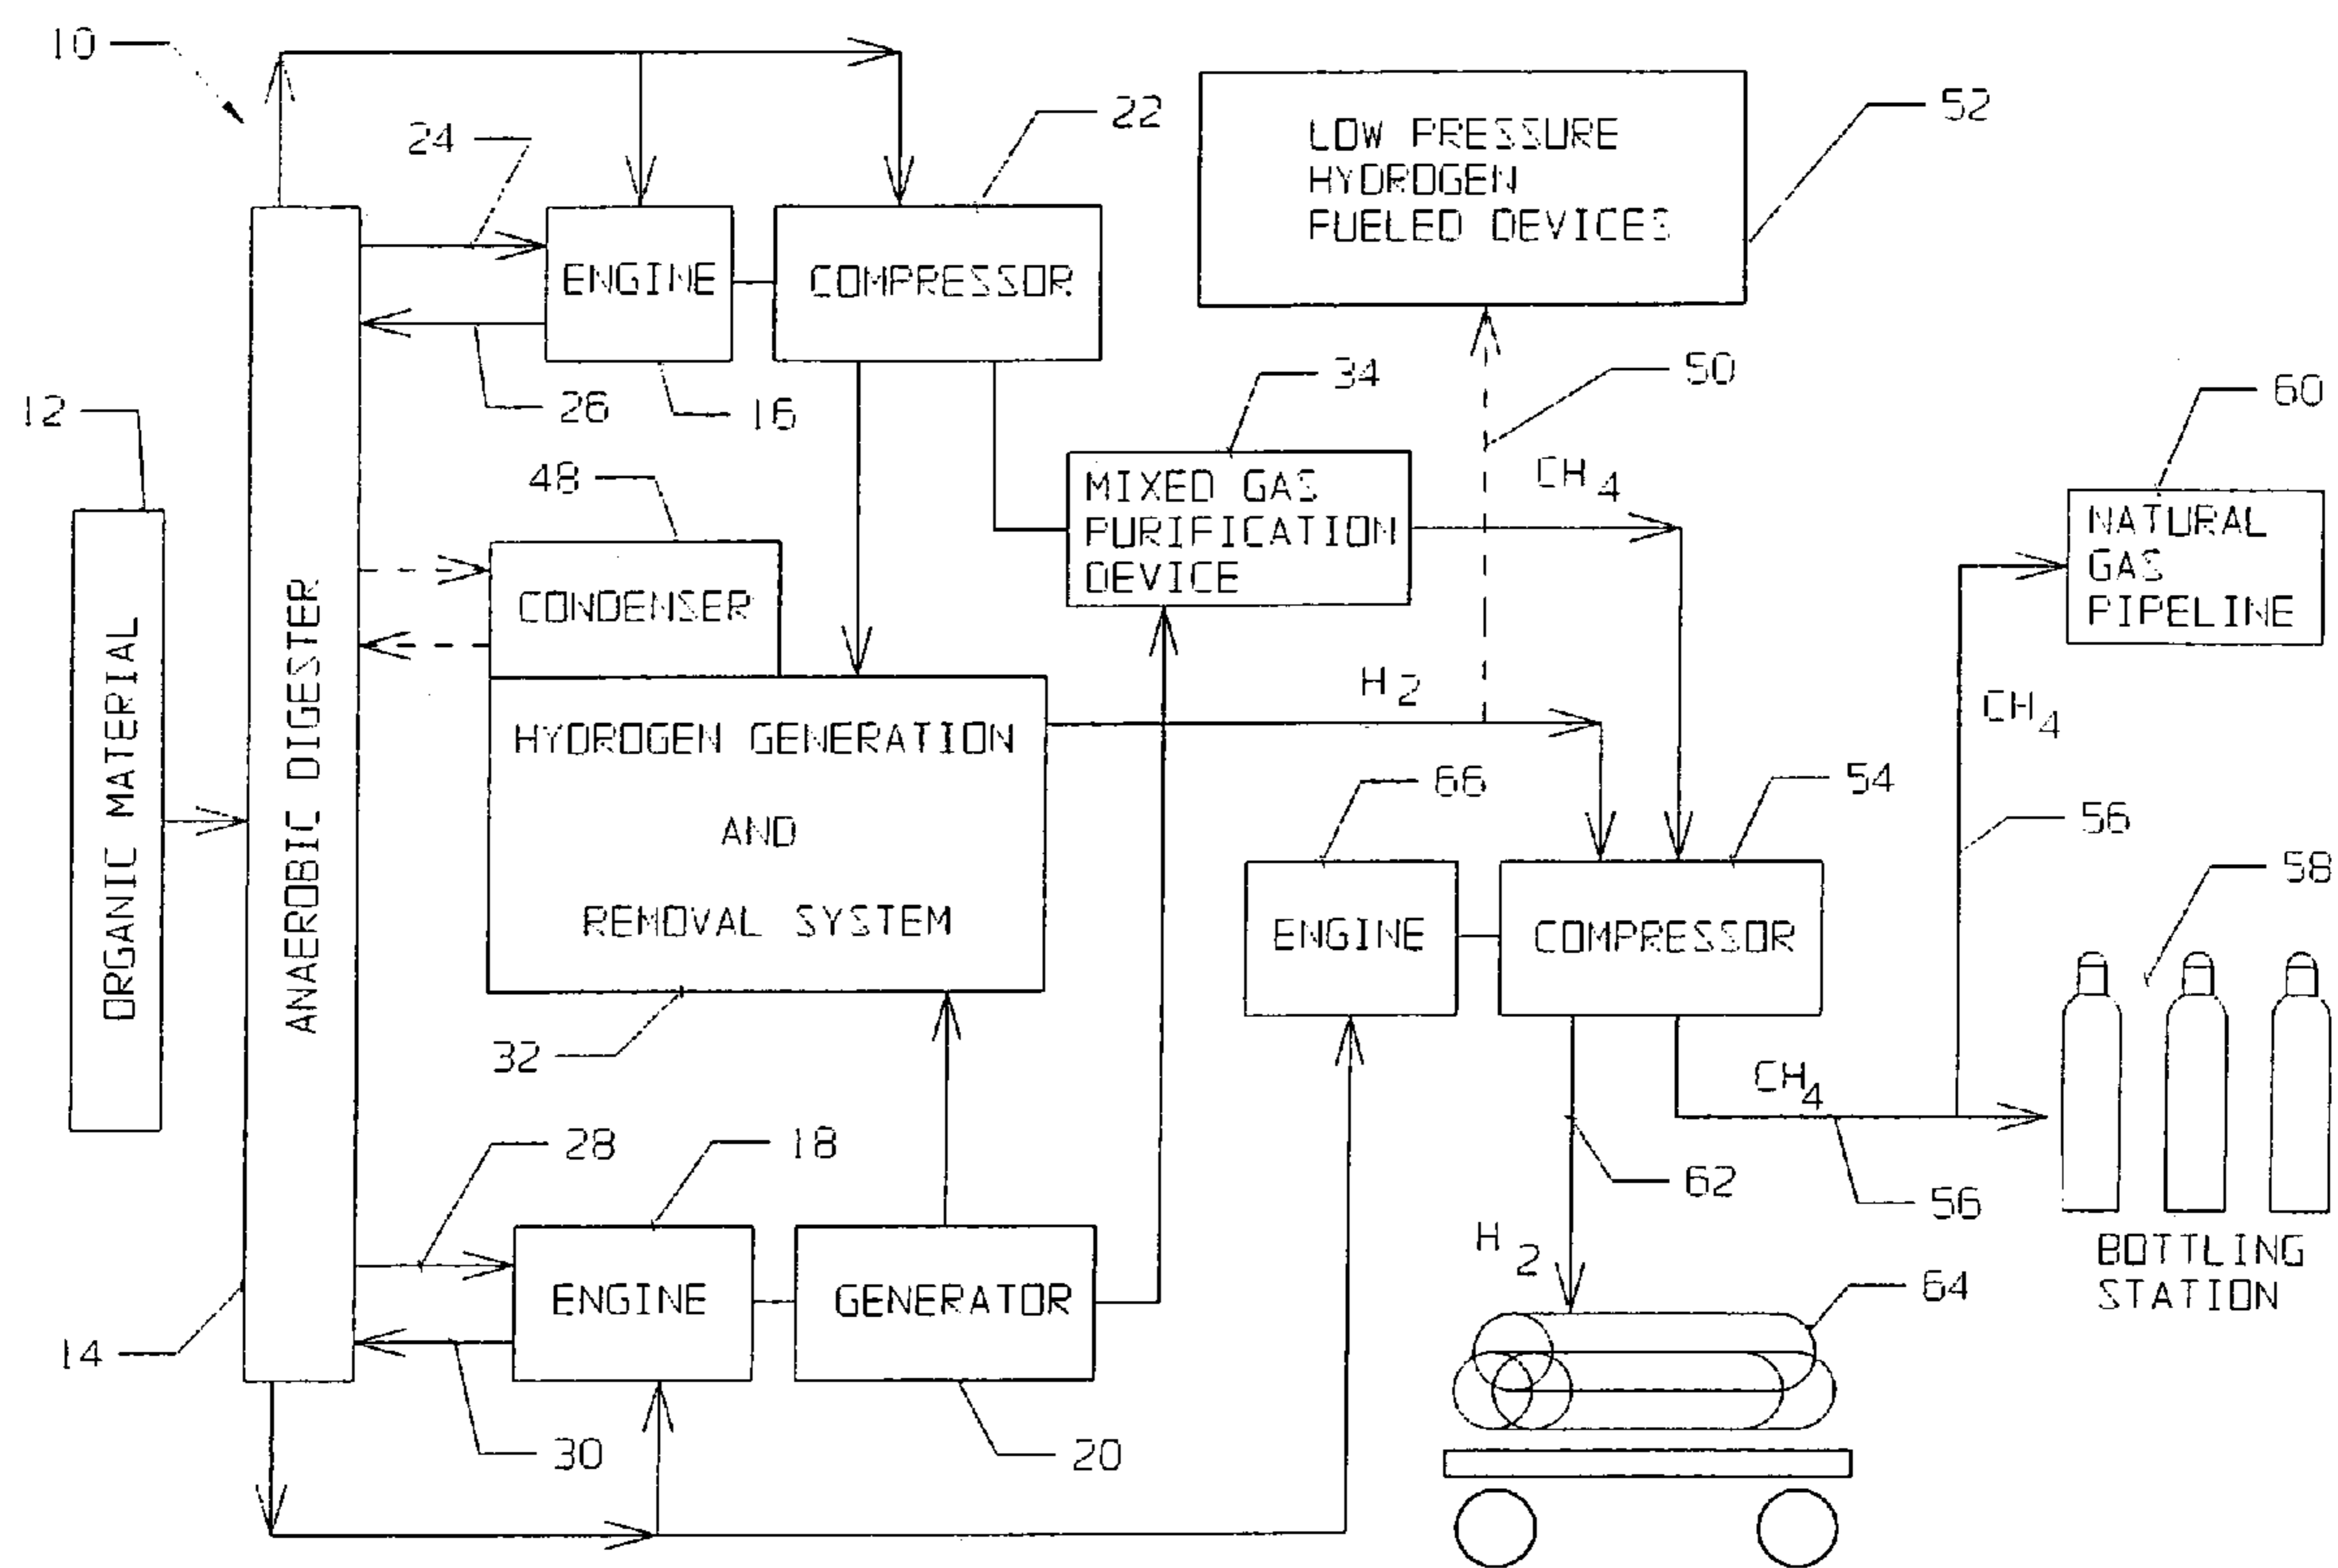 10
24
22
52
LOW PRESSURE
HYDROGEN
FUELED DEVICES
ENGINE
COMPRESSOR
26
16
34
50
60
12
48
MIXED GAS
PURIFICATION
DEVICE
CH4
NATURAL
GAS
PIPELINE
CONDENSER
ORGANIC MATERIAL
ANAEROBIC DIGESTER
H2
CH4
HYDROGEN GENERATION
AND
REMOVAL SYSTEM
66
54
56
58
ENGINE
COMPRESSOR
32
CH4
28
18
62
56
H2
BOTTLING
STATION
64
ENGINE
GENERATOR
14
30
20